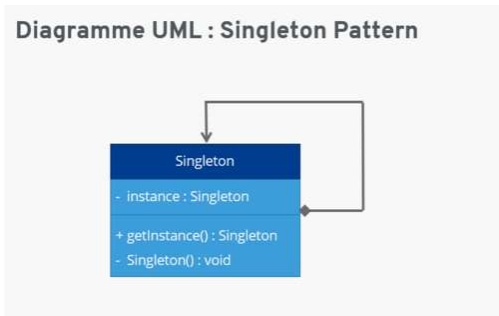 Diagramme UML : Singleton Pattern
Singleton
- instance : Singleton
+ getInstance() : Singleton
- Singleton() : void